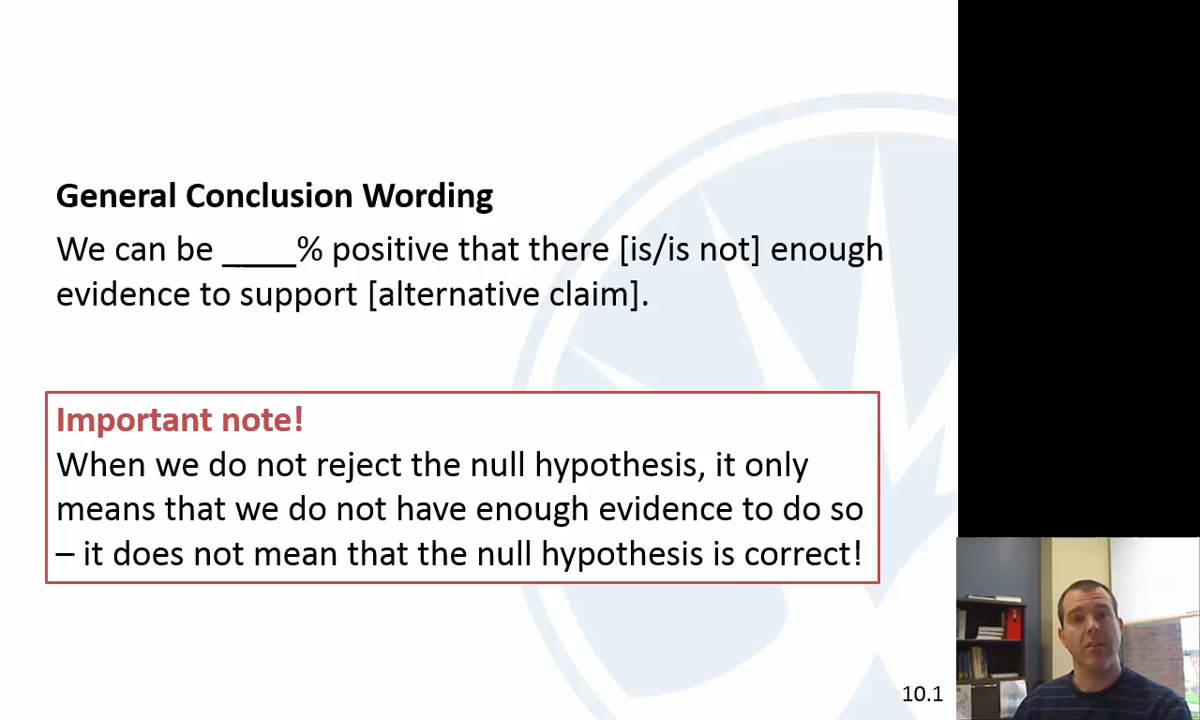 General Conclusion Wording
We can be ____% positive that there [is/is not] enough
evidence to support [alternative claim].
Important note!
When we do not reject the null hypothesis, it only
means that we do not have enough evidence to do so
– it does not mean that the null hypothesis is correct!
10.1